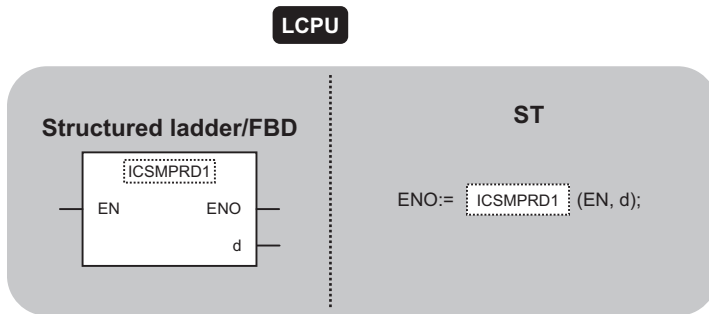 LCPU
Structured ladder/FBD
ICSMPRD1
EN ENO
d
ST
ENO:= ICSMPRD1 (EN, d);